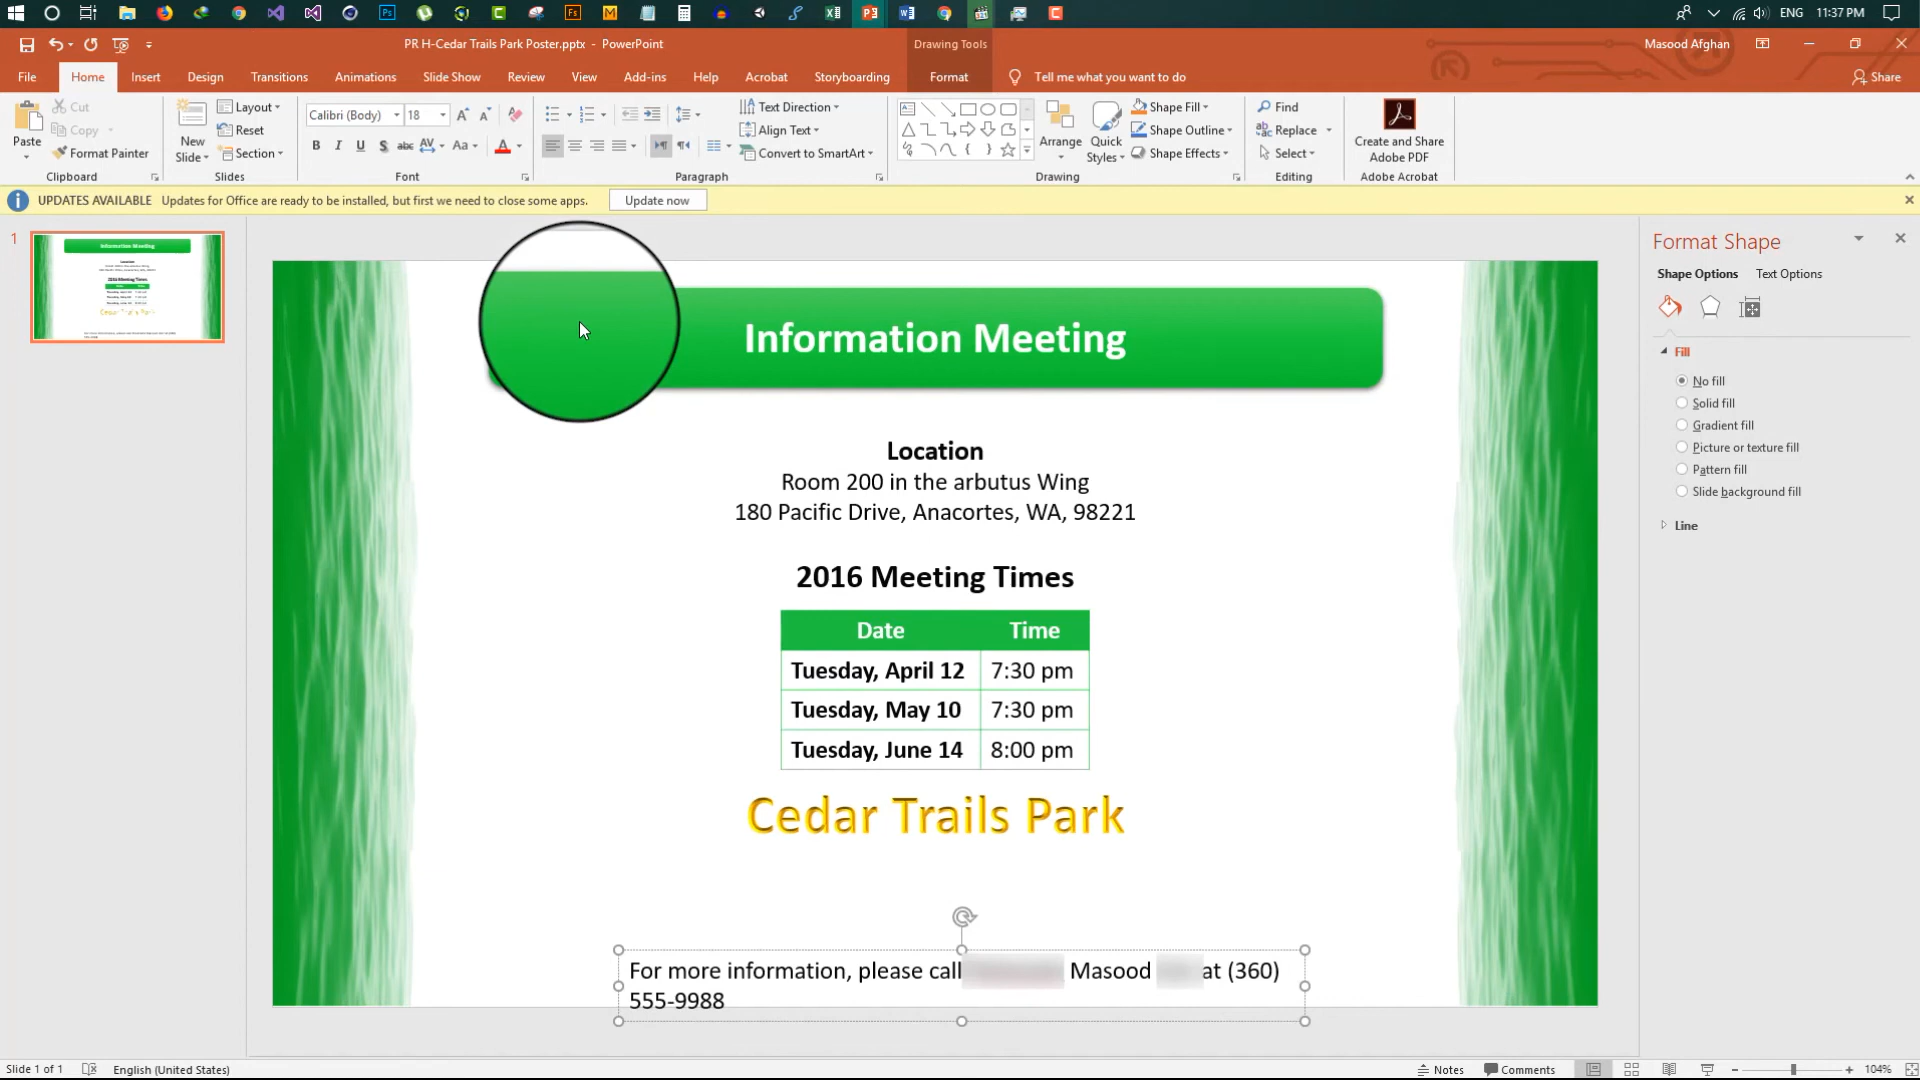 ENG 11:37 PM
PR H-Cedar Trails Park Poster.pptx - PowerPoint
Drawing Tools
Masood Afghan
File Home Insert Design Transitions Animations Slide Show Review View Add-ins Help Acrobat Storyboarding Format Tell me what you want to do Share
Paste
Cut
Copy
Format Painter
Clipboard
New Slide
Layout
Reset
Section
Slides
Calibri (Body) 18
Font
Text Direction
Align Text
Convert to SmartArt
Paragraph
Arrange
Quick Styles
Shape Fill
Shape Outline
Shape Effects
Drawing
Find
Replace
Select
Editing
Create and Share Adobe PDF
Adobe Acrobat
UPDATES AVAILABLE Updates for Office are ready to be installed, but first we need to close some apps. Update now
1
Information Meeting
Location
Room 200 in the arbutus Wing
180 Pacific Drive, Anacortes, WA, 98221
2016 Meeting Times
Date Time
Tuesday, April 12 7:30 pm
Tuesday, May 10 7:30 pm
Tuesday, June 14 8:00 pm
Cedar Trails Park
For more information, please call Masood at (360)
555-9988
Format Shape
Shape Options Text Options
Fill
No fill
Solid fill
Gradient fill
Picture or texture fill
Pattern fill
Slide background fill
Line
Slide 1 of 1 English (United States) Notes Comments 104%